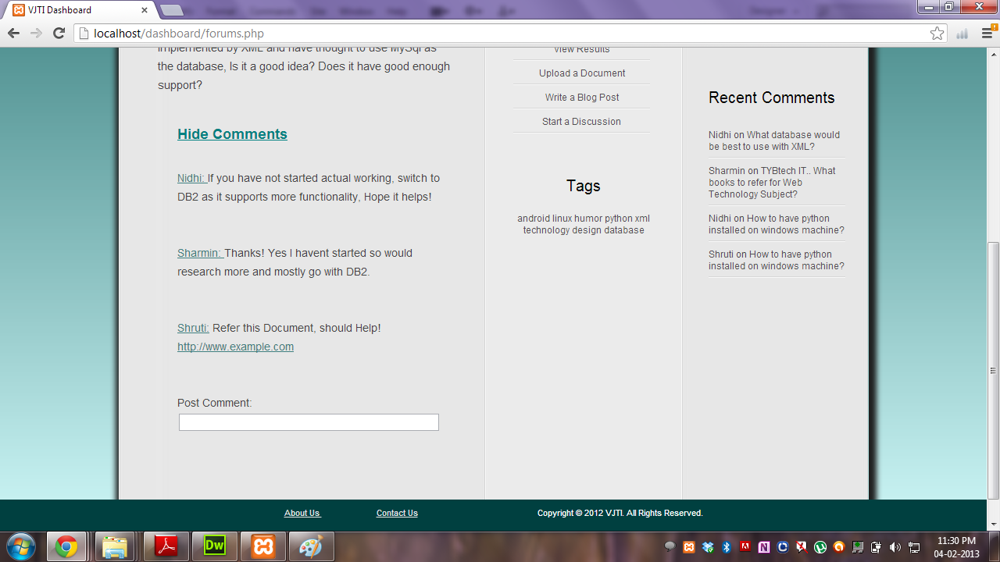 VJTI Dashboard
localhost/dashboard/forums.php
implemented by XML and have thought to use MySql as
the database, Is it a good idea? Does it have good enough
support?
Hide Comments
Nidhi: If you have not started actual working, switch to
DB2 as it supports more functionality, Hope it helps!
Sharmin: Thanks! Yes I havent started so would
research more and mostly go with DB2.
Shruti: Refer this Document, should Help!
http://www.example.com
Post Comment:
View Results
Upload a Document
Write a Blog Post
Start a Discussion
Tags
android linux humor python xml
technology design database
Recent Comments
Nidhi on What database would
be best to use with XML?
Sharmin on TYBtech IT.. What
books to refer for Web
Technology Subject?
Nidhi on How to have python
installed on windows machine?
Shruti on How to have python
installed on windows machine?
About Us
Contact Us
Copyright © 2012 VJTI. All Rights Reserved.
Dw
11:30 PM
04-02-2013